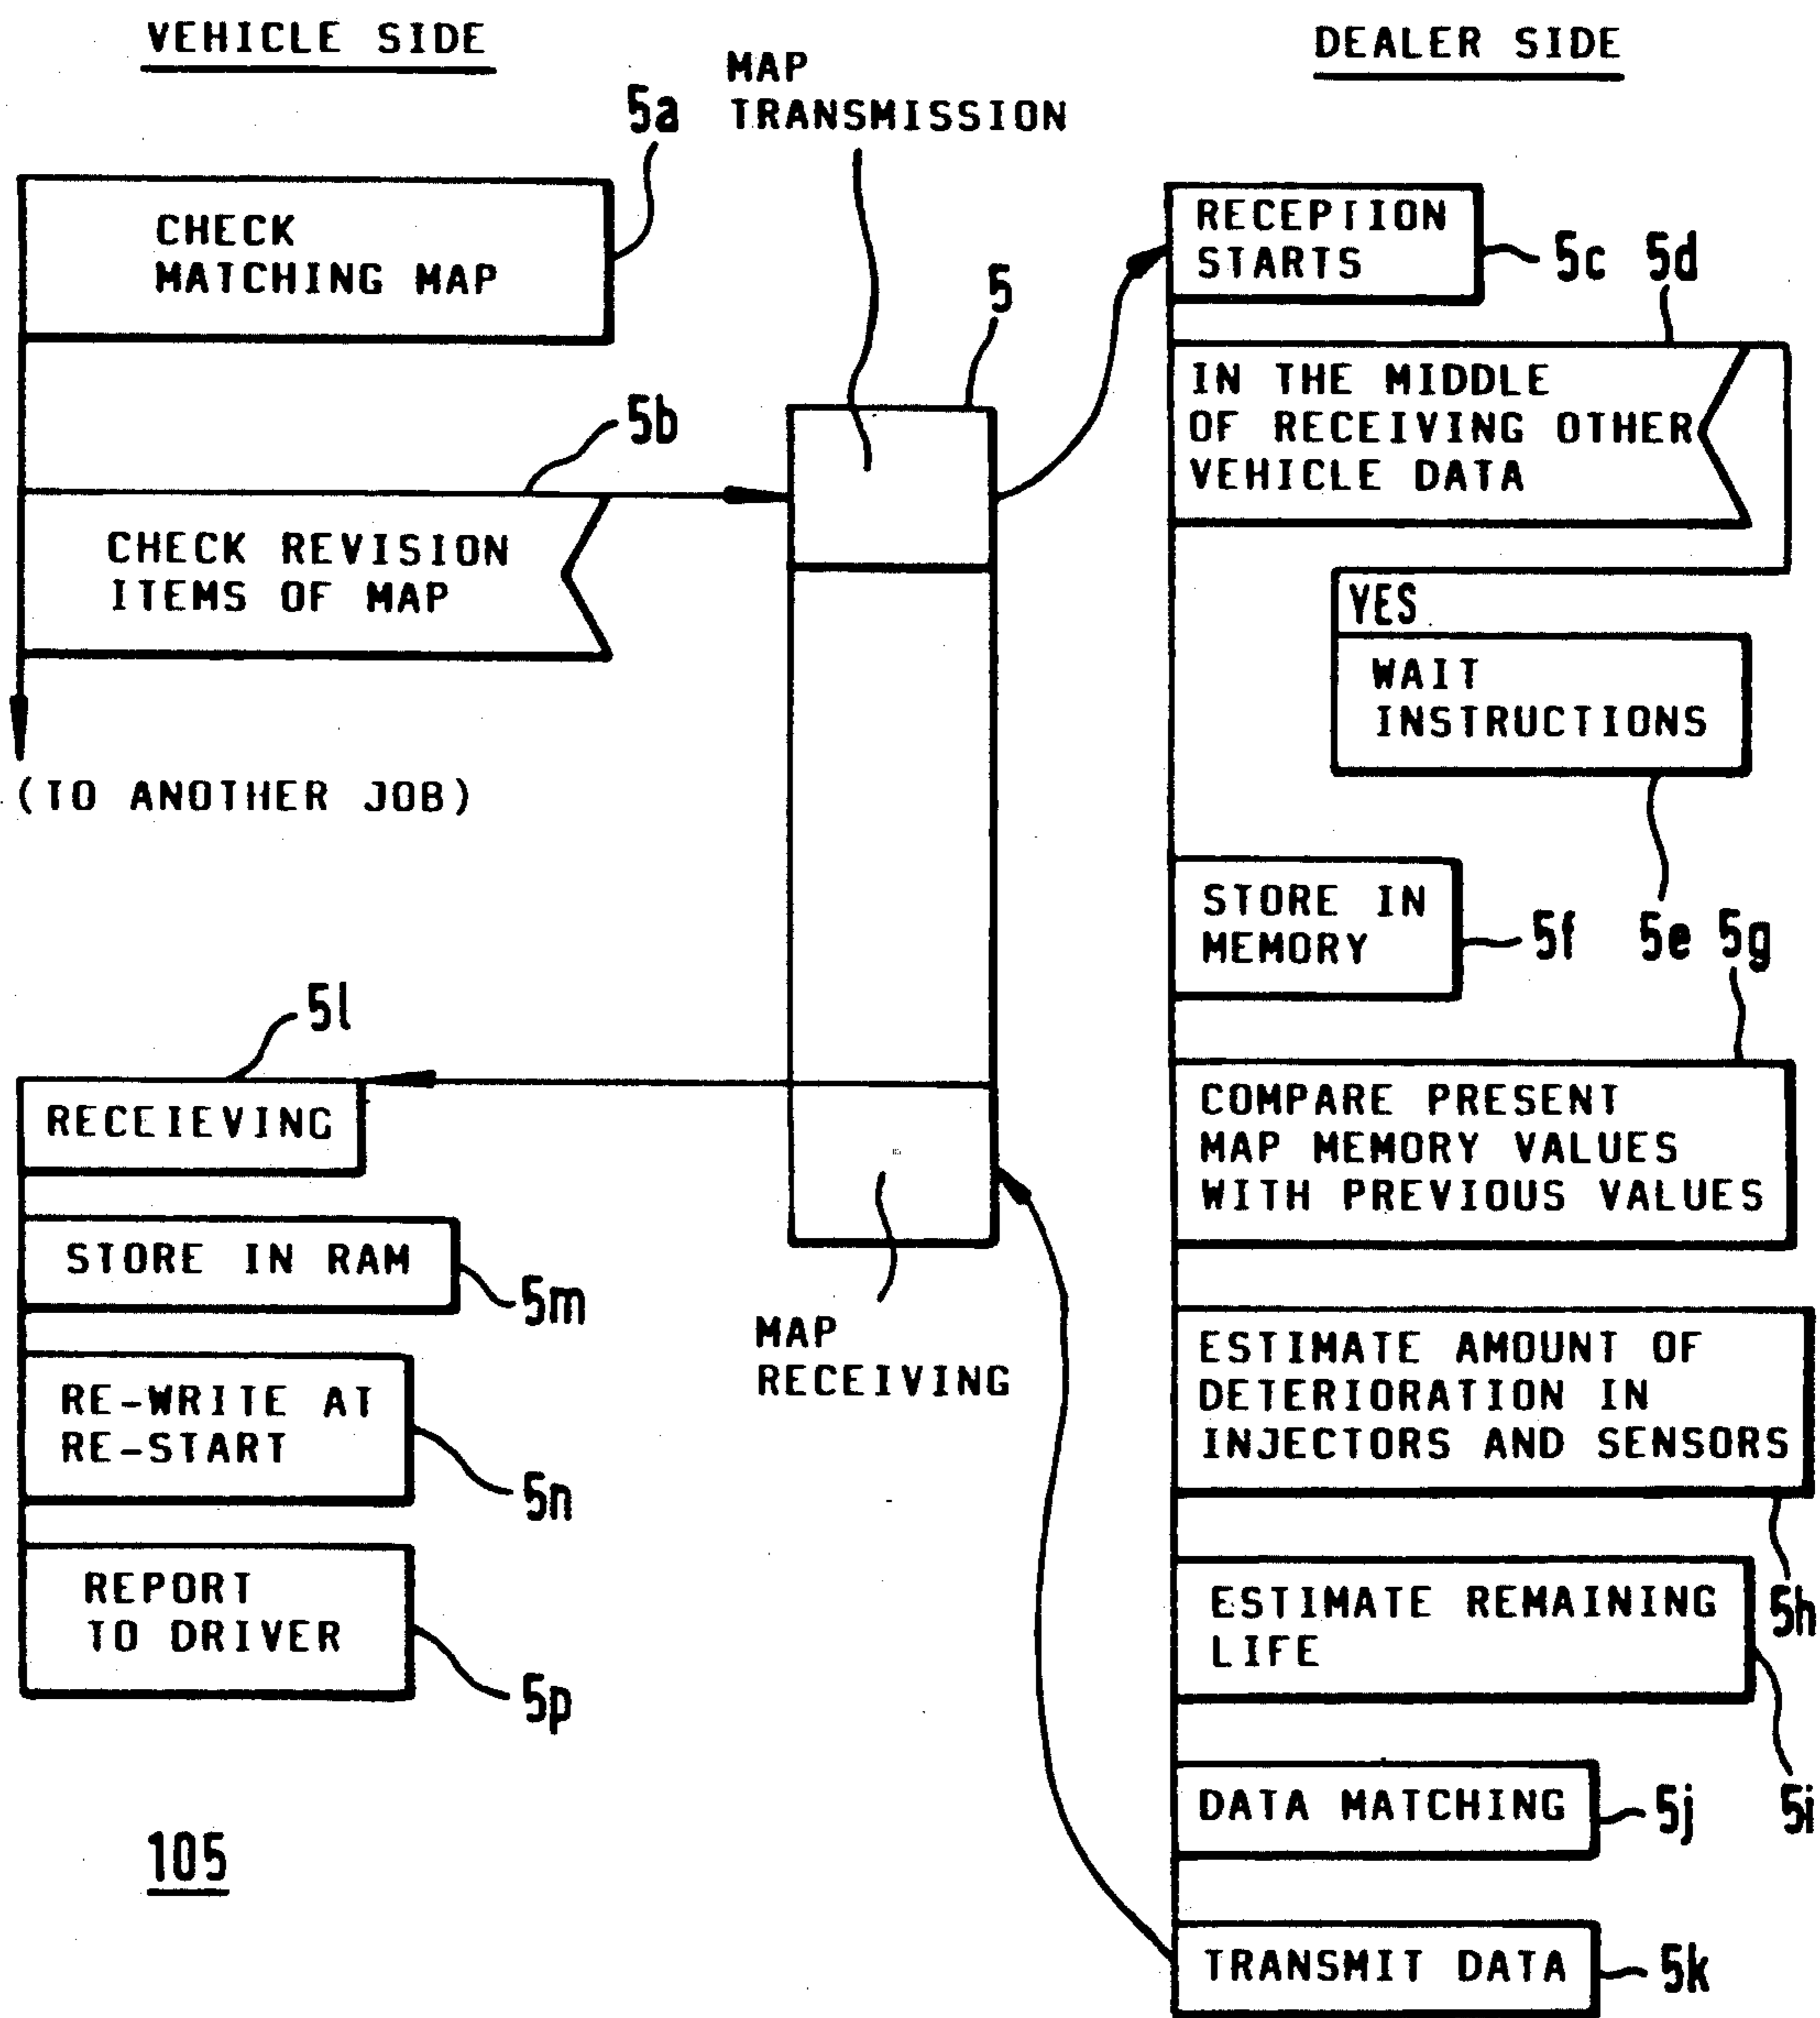 VEHICLE SIDE
5a
CHECK
MATCHING MAP
5b
CHECK REVISION
ITEMS OF MAP
(TO ANOTHER JOB)
5l
RECEIEVING
STORE IN RAM
5m
RE-WRITE AT
RE-START
5n
REPORT
TO DRIVER
5p
105
MAP
TRANSMISSION
5
MAP
RECEIVING
DEALER SIDE
RECEPTION
STARTS
5c 5d
IN THE MIDDLE
OF RECEIVING OTHER
VEHICLE DATA
YES
WAIT
INSTRUCTIONS
STORE IN
MEMORY
5f 5e 5g
COMPARE PRESENT
MAP MEMORY VALUES
WITH PREVIOUS VALUES
ESTIMATE AMOUNT OF
DETERIORATION IN
INJECTORS AND SENSORS
5h
ESTIMATE REMAINING
LIFE
5i
DATA MATCHING
5j
TRANSMIT DATA
5k